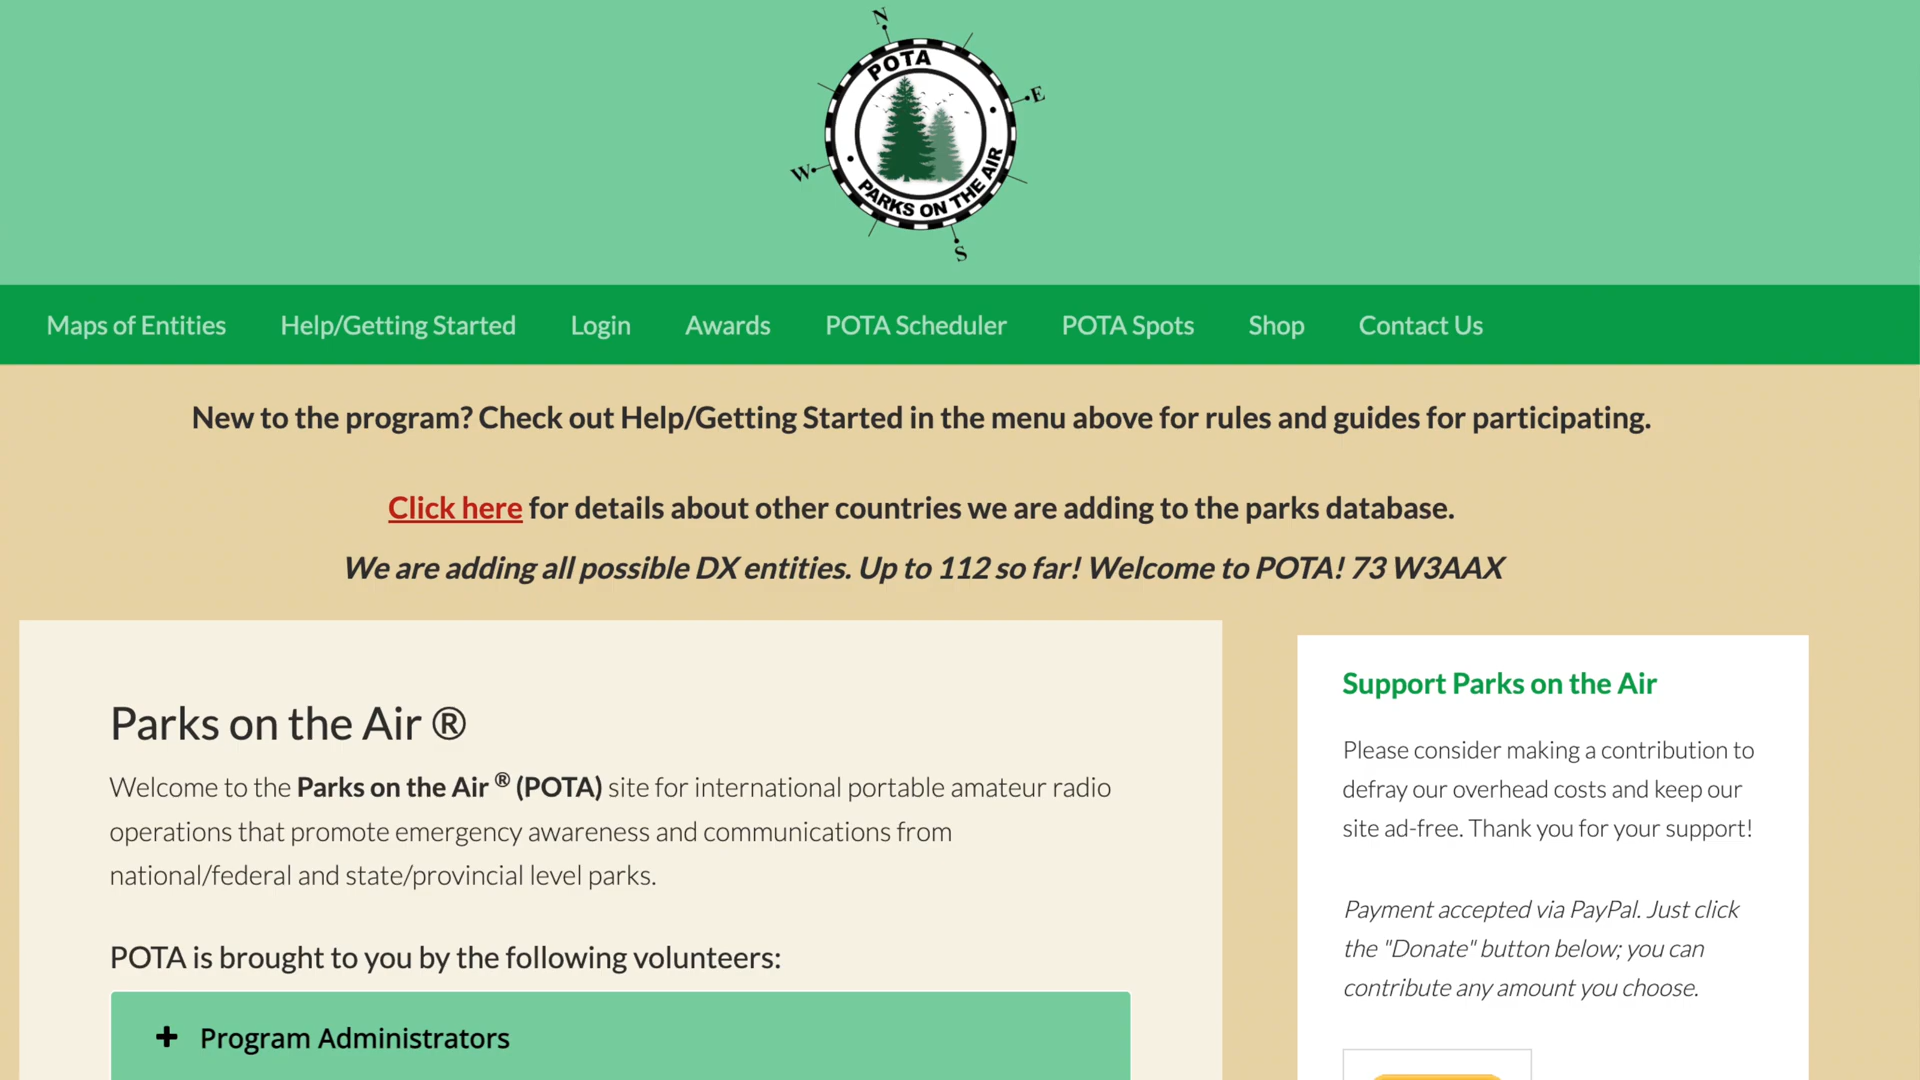 N
POTA
E
W
PARKS ON THE AIR
S
Maps of Entities Help/Getting Started Login Awards POTA Scheduler POTA Spots Shop Contact Us
New to the program? Check out Help/Getting Started in the menu above for rules and guides for participating.
Click here for details about other countries we are adding to the parks database.
We are adding all possible DX entities. Up to 112 so far! Welcome to POTA! 73 W3AAX
Parks on the Air ®
Welcome to the Parks on the Air ® (POTA) site for international portable amateur radio
operations that promote emergency awareness and communications from
national/federal and state/provincial level parks.
POTA is brought to you by the following volunteers:
+ Program Administrators
Support Parks on the Air
Please consider making a contribution to
defray our overhead costs and keep our
site ad-free. Thank you for your support!
Payment accepted via PayPal. Just click
the "Donate" button below; you can
contribute any amount you choose.